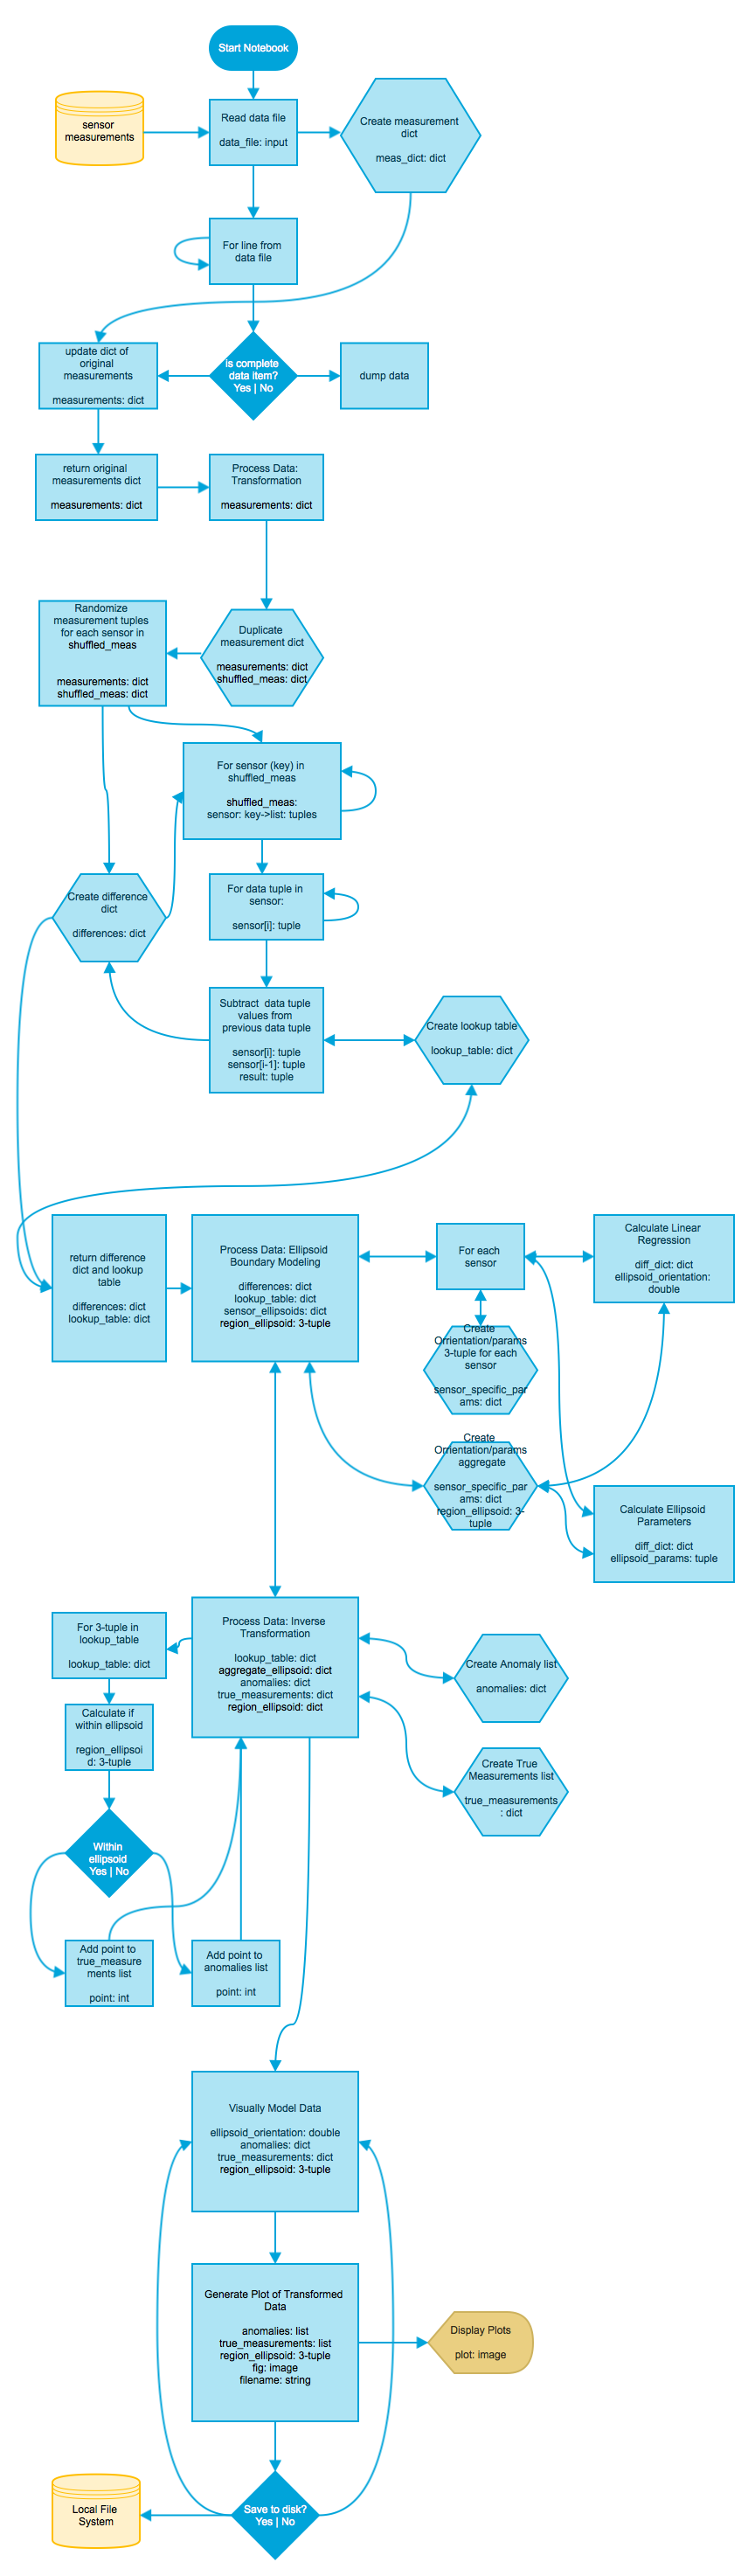 Start Notebook
sensor
measurements
Read data file
data_file: input
Create measurement
dict
meas_dict: dict
For line from
data file
update dict of
original
measurements
measurements: dict
is complete
data item?
Yes | No
dump data
return original
measurements dict
measurements: dict
Process Data:
Transformation
measurements: dict
Randomize
measurement tuples
for each sensor in
shuffled_meas
measurements: dict
shuffled_meas: dict
Duplicate
measurement dict
measurements: dict
shuffled_meas: dict
For sensor (key) in
shuffled_meas
shuffled_meas:
sensor: key->list: tuples
Create difference
dict
differences: dict
For data tuple in
sensor:
sensor[i]: tuple
Subtract  data tuple
values from
previous data tuple
sensor[i]: tuple
sensor[i-1]: tuple
result: tuple
Create lookup table
lookup_table: dict
return difference
dict and lookup
table
differences: dict
lookup_table: dict
Process Data: Ellipsoid
Boundary Modeling
differences: dict
lookup_table: dict
sensor_ellipsoids: dict
region_ellipsoid: 3-tuple
For each
sensor
Calculate Linear
Regression
diff_dict: dict
ellipsoid_orientation:
double
Create
Orrientation/params
3-tuple for each
sensor
sensor_specific_par
ams: dict
Create
Orrientation/params
aggregate
sensor_specific_par
ams: dict
region_ellipsoid: 3-
tuple
Calculate Ellipsoid
Parameters
diff_dict: dict
ellipsoid_params: tuple
For 3-tuple in
lookup_table
lookup_table: dict
Process Data: Inverse
Transformation
lookup_table: dict
aggregate_ellipsoid: dict
anomalies: dict
true_measurements: dict
region_ellipsoid: dict
Create Anomaly list
anomalies: dict
Calculate if
within ellipsoid
region_ellipsoi
d: 3-tuple
Create True
Measurements list
true_measurements
: dict
Within
ellipsoid
Yes | No
Add point to
true_measure
ments list
point: int
Add point to
anomalies list
point: int
Visually Model Data
ellipsoid_orientation: double
anomalies: dict
true_measurements: dict
region_ellipsoid: 3-tuple
Generate Plot of Transformed
Data
anomalies: list
true_measurements: list
region_ellipsoid: 3-tuple
fig: image
filename: string
Display Plots
plot: image
Local File
System
Save to disk?
Yes | No